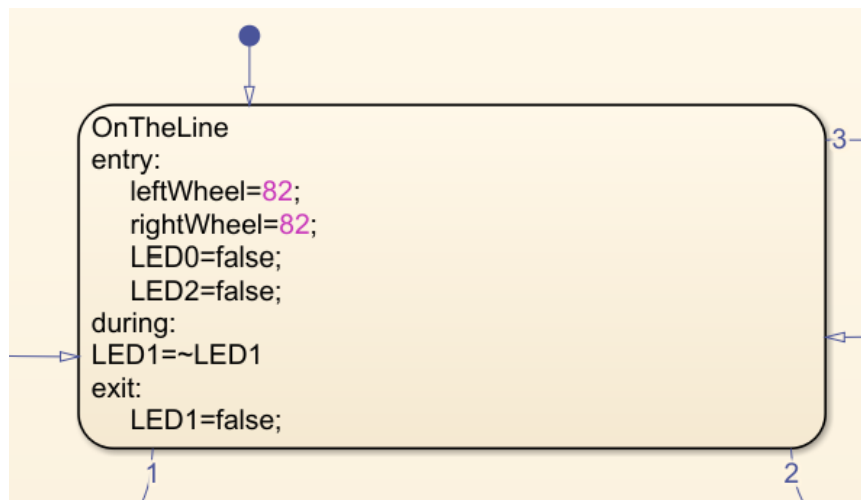 OnTheLine
entry:
leftWheel=82;
rightWheel=82;
LED0=false;
LED2=false;
during:
LED1=~LED1
exit:
LED1=false;
3
1
2